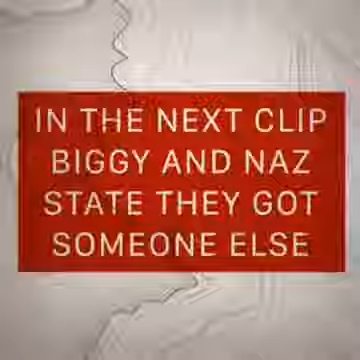 IN THE NEXT CLIP
BIGGY AND NAZ
STATE THEY GOT
SOMEONE ELSE